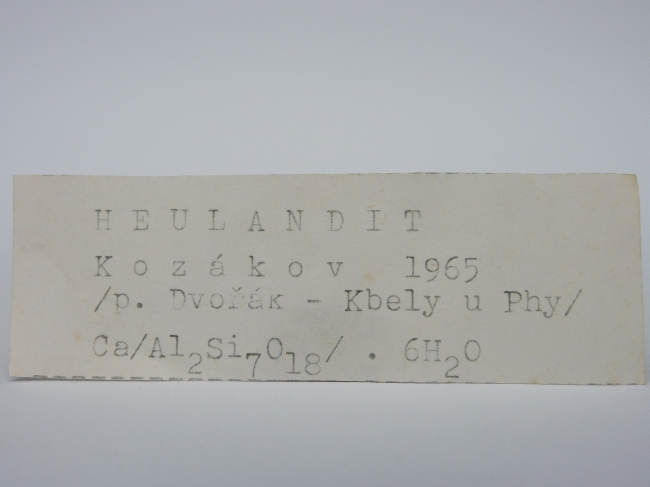 HEULANDIT
Kozákov 1965
/p. Dvořák - Kbely u Phy/
Ca/Al₂Si₇O₁₈/ . 6H₂O